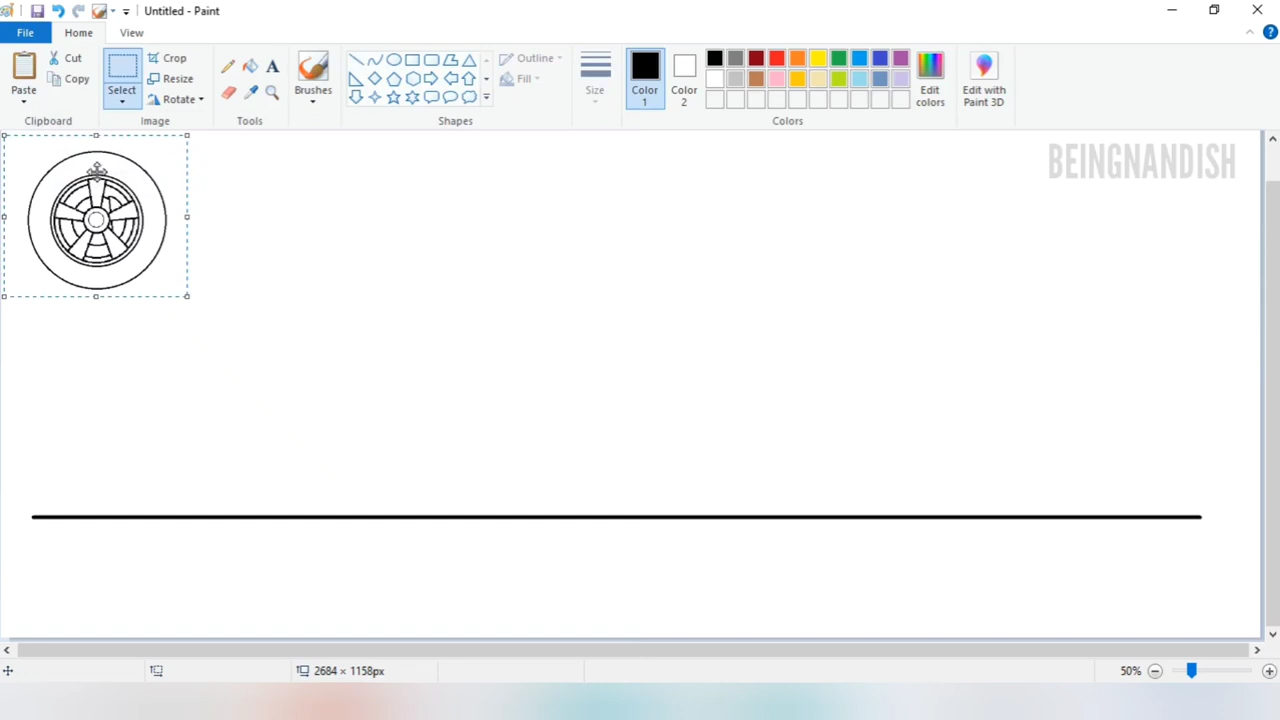 Untitled - Paint
File
Home
View
Paste
Cut
Copy
Clipboard
Select
Crop
Resize
Rotate
Image
A
Tools
Brushes
Outline
Fill
Shapes
Size
Color 1
Color 2
Edit colors
Colors
Edit with Paint 3D
?
BEINGNANDISH
2684 × 1158px
50%